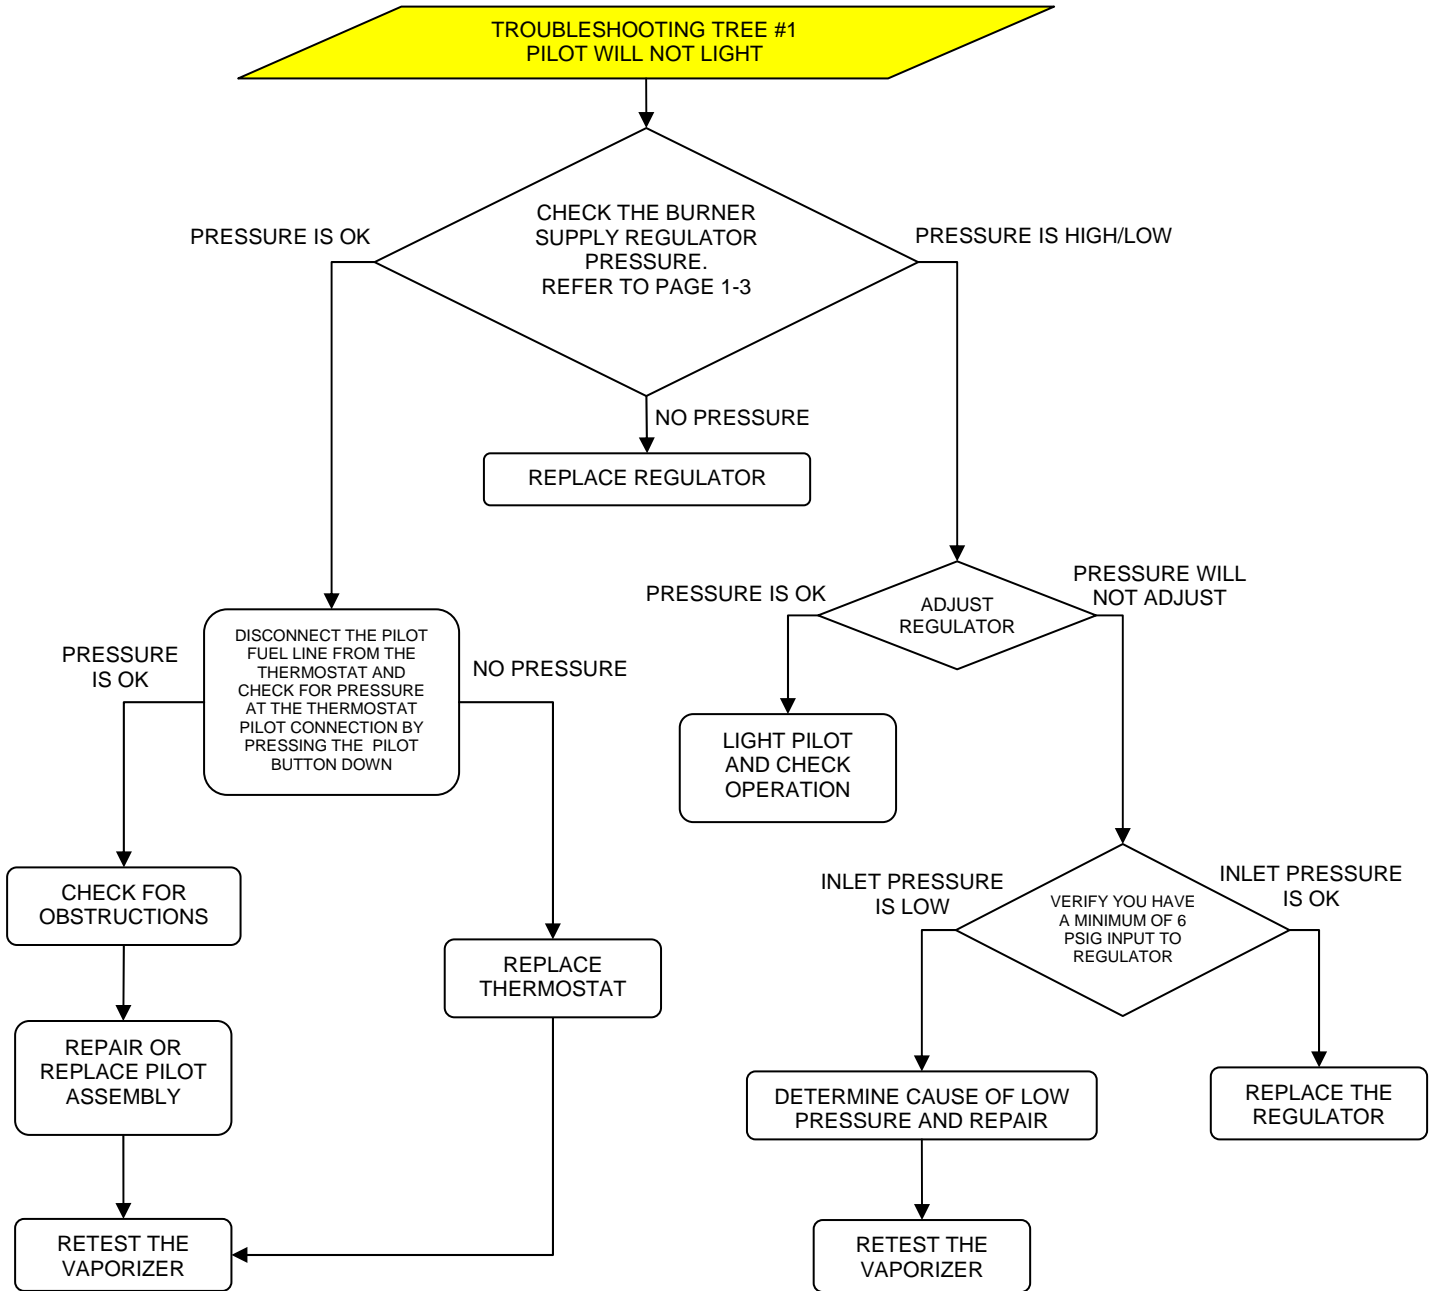 TROUBLESHOOTING TREE #1
PILOT WILL NOT LIGHT
CHECK THE BURNER
SUPPLY REGULATOR
PRESSURE.
REFER TO PAGE 1-3
PRESSURE IS OK
PRESSURE IS HIGH/LOW
NO PRESSURE
REPLACE REGULATOR
PRESSURE IS OK
ADJUST
REGULATOR
PRESSURE WILL
NOT ADJUST
PRESSURE
IS OK
DISCONNECT THE PILOT
FUEL LINE FROM THE
THERMOSTAT AND
CHECK FOR PRESSURE
AT THE THERMOSTAT
PILOT CONNECTION BY
PRESSING THE PILOT
BUTTON DOWN
NO PRESSURE
LIGHT PILOT
AND CHECK
OPERATION
CHECK FOR
OBSTRUCTIONS
INLET PRESSURE
IS LOW
VERIFY YOU HAVE
A MINIMUM OF 6
PSIG INPUT TO
REGULATOR
INLET PRESSURE
IS OK
REPLACE
THERMOSTAT
REPAIR OR
REPLACE PILOT
ASSEMBLY
DETERMINE CAUSE OF LOW
PRESSURE AND REPAIR
REPLACE THE
REGULATOR
RETEST THE
VAPORIZER
RETEST THE
VAPORIZER